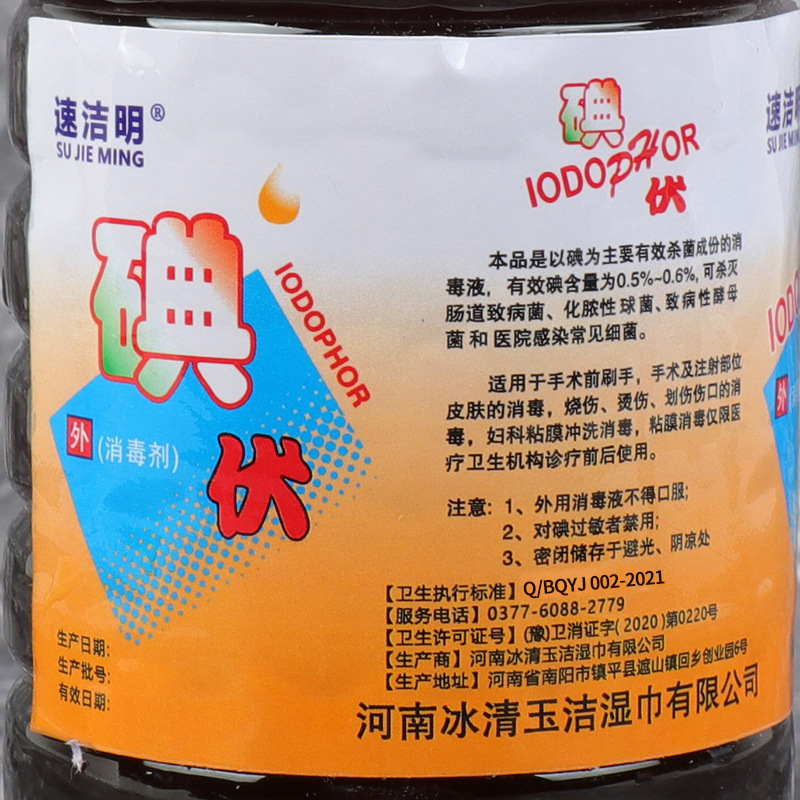 速洁明®
SU JIE MING
碘
伏
IODOPHOR
外
(消毒剂)
生产日期:
生产批号:
有效日期:
碘
IODOPHOR
伏
本品是以碘为主要有效杀菌成份的消
毒液，有效碘含量为0.5%~0.6%,可杀灭
肠道致病菌、化脓性球菌、致病性酵母
菌和医院感染常见细菌。
适用于手术前刷手，手术及注射部位
皮肤的消毒，烧伤、烫伤、划伤伤口的消
毒，妇科粘膜冲洗消毒，粘膜消毒仅限医
疗卫生机构诊疗前后使用。
注意: 1、外用消毒液不得口服;
2、对碘过敏者禁用;
3、密闭储存于避光、阴凉处
【卫生执行标准】Q/BQYJ 002-2021
【服务电话】0377-6088-2779
【卫生许可证号】(豫)卫消证字(2020)第0220号
【生产商】河南冰清玉洁湿巾有限公司
【生产地址】河南省南阳市镇平县遮山镇回乡创业园6号
河南冰清玉洁湿巾有限公司
速洁
SU JIE
IOD
外